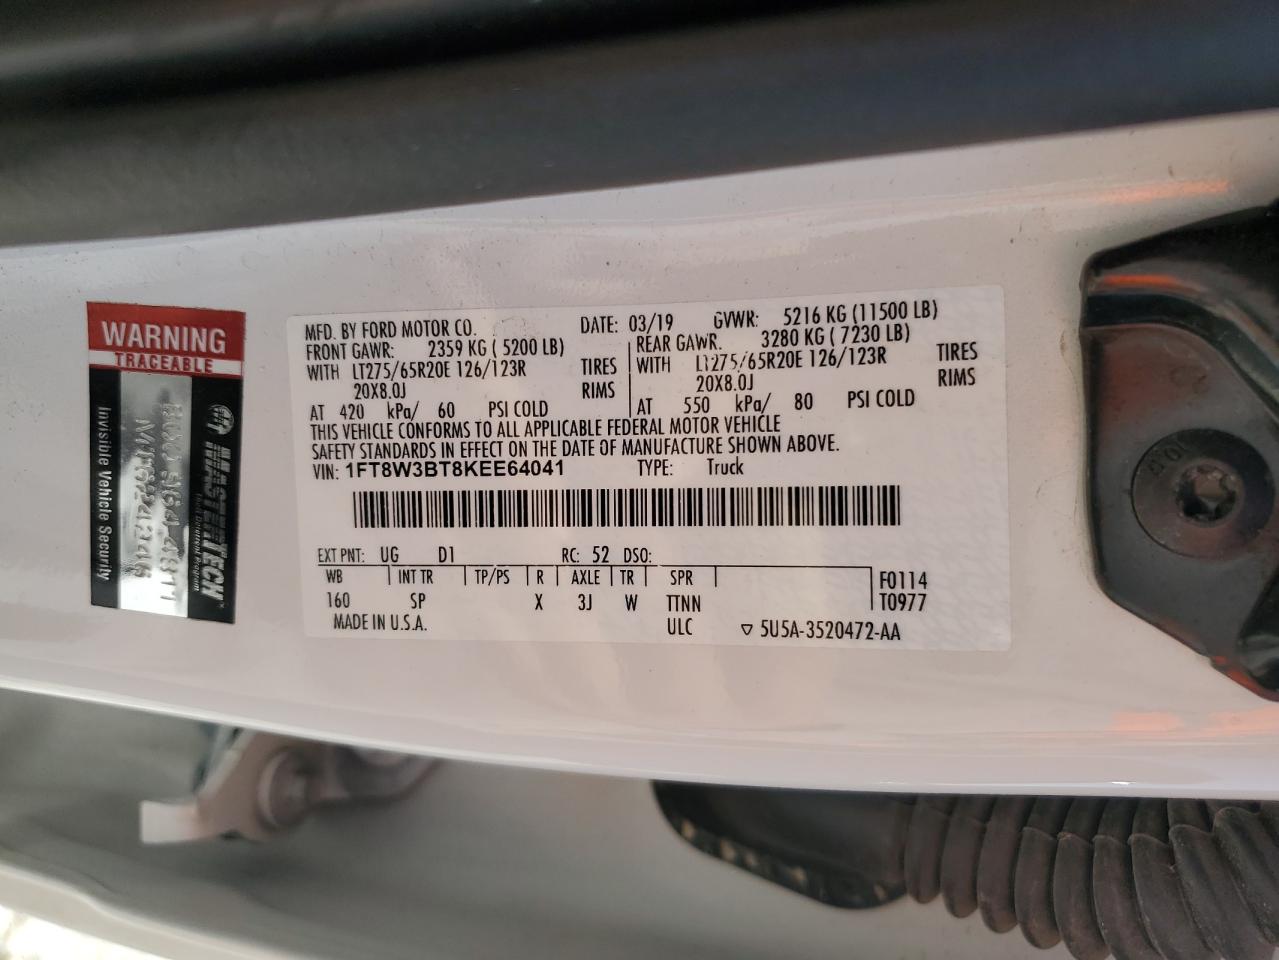 MFD. BY FORD MOTOR CO. DATE: 03/19 GVWR: 5216 KG (11500 LB)
FRONT GAWR: 2359 KG ( 5200 LB) REAR GAWR: 3280 KG ( 7230 LB)
WITH LT275/65R20E 126/123R TIRES WITH LT275/65R20E 126/123R TIRES
20X8.0J RIMS 20X8.0J RIMS
AT 420 kPa/ 60 PSI COLD AT 550 kPa/ 80 PSI COLD
THIS VEHICLE CONFORMS TO ALL APPLICABLE FEDERAL MOTOR VEHICLE
SAFETY STANDARDS IN EFFECT ON THE DATE OF MANUFACTURE SHOWN ABOVE.
VIN: 1FT8W3BT8KEE64041 TYPE: Truck
EXT PNT: UG D1 RC: 52 DSO:
WB INT TR TP/PS R AXLE TR SPR F0114
160 SP X 3J W TTNN T0977
MADE IN U.S.A. ULC ▽ 5U5A-3520472-AA
WARNING
TRACEABLE
Invisible Vehicle Security
MASTERTECH